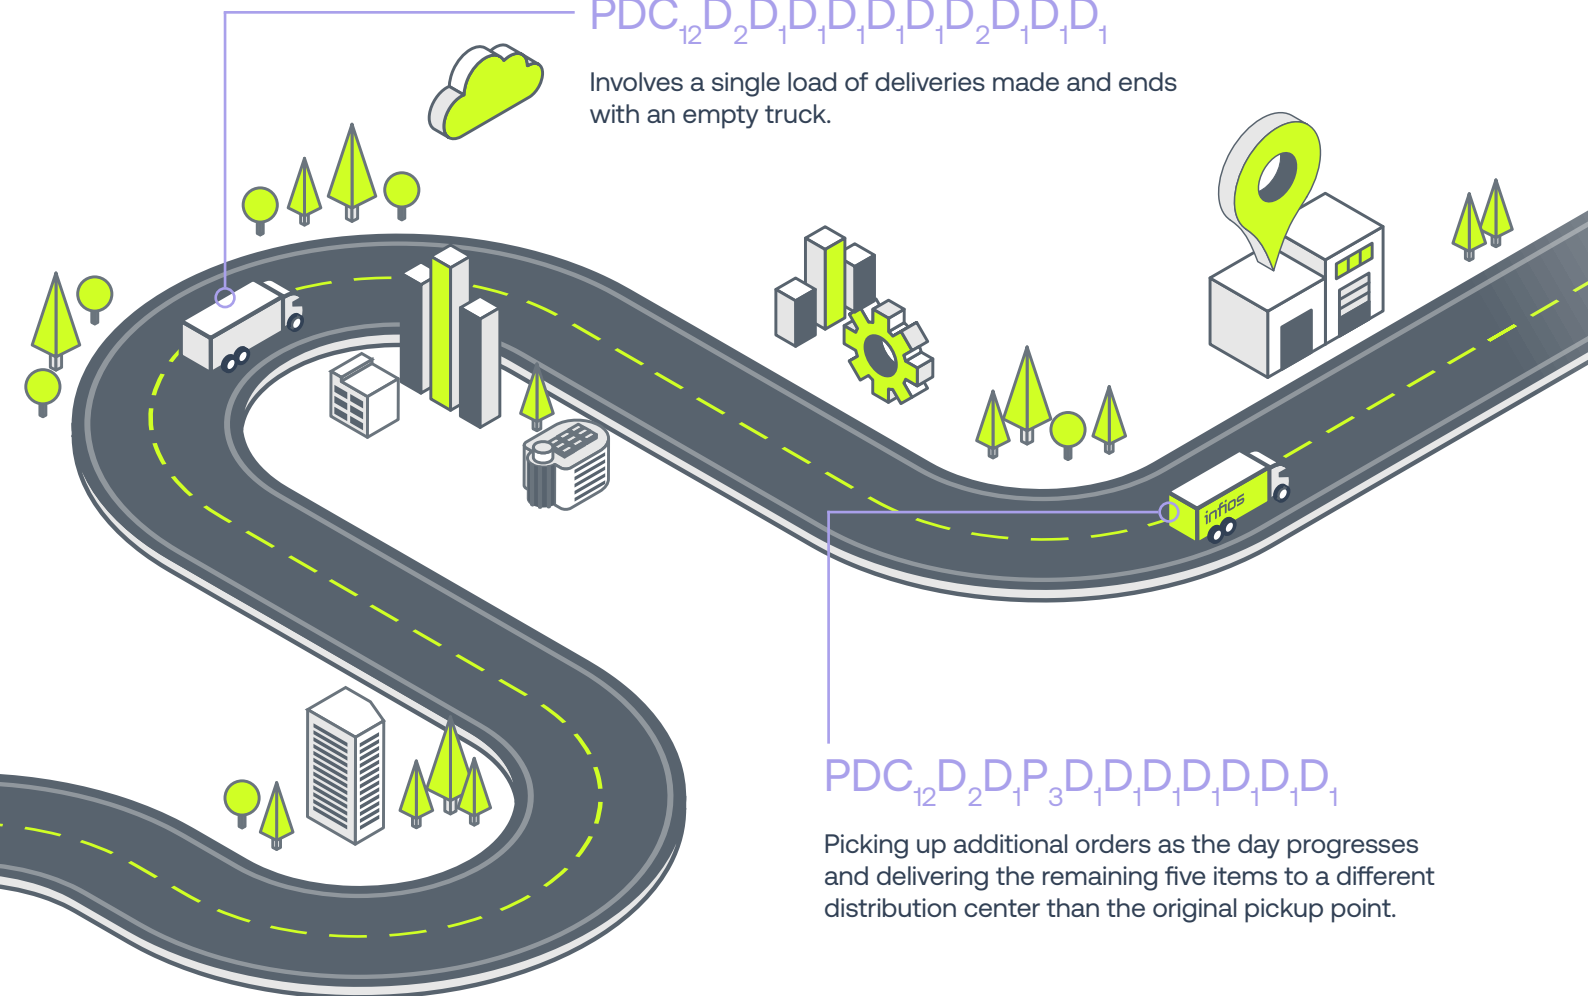 PDC₁₂D₂D₁D₁D₁D₁D₁D₂D₁D₁D₁
Involves a single load of deliveries made and ends
with an empty truck.
infios
PDC₁₂D₂D₁P₃D₁D₁D₁D₁D₁D₁D₁
Picking up additional orders as the day progresses
and delivering the remaining five items to a different
distribution center than the original pickup point.